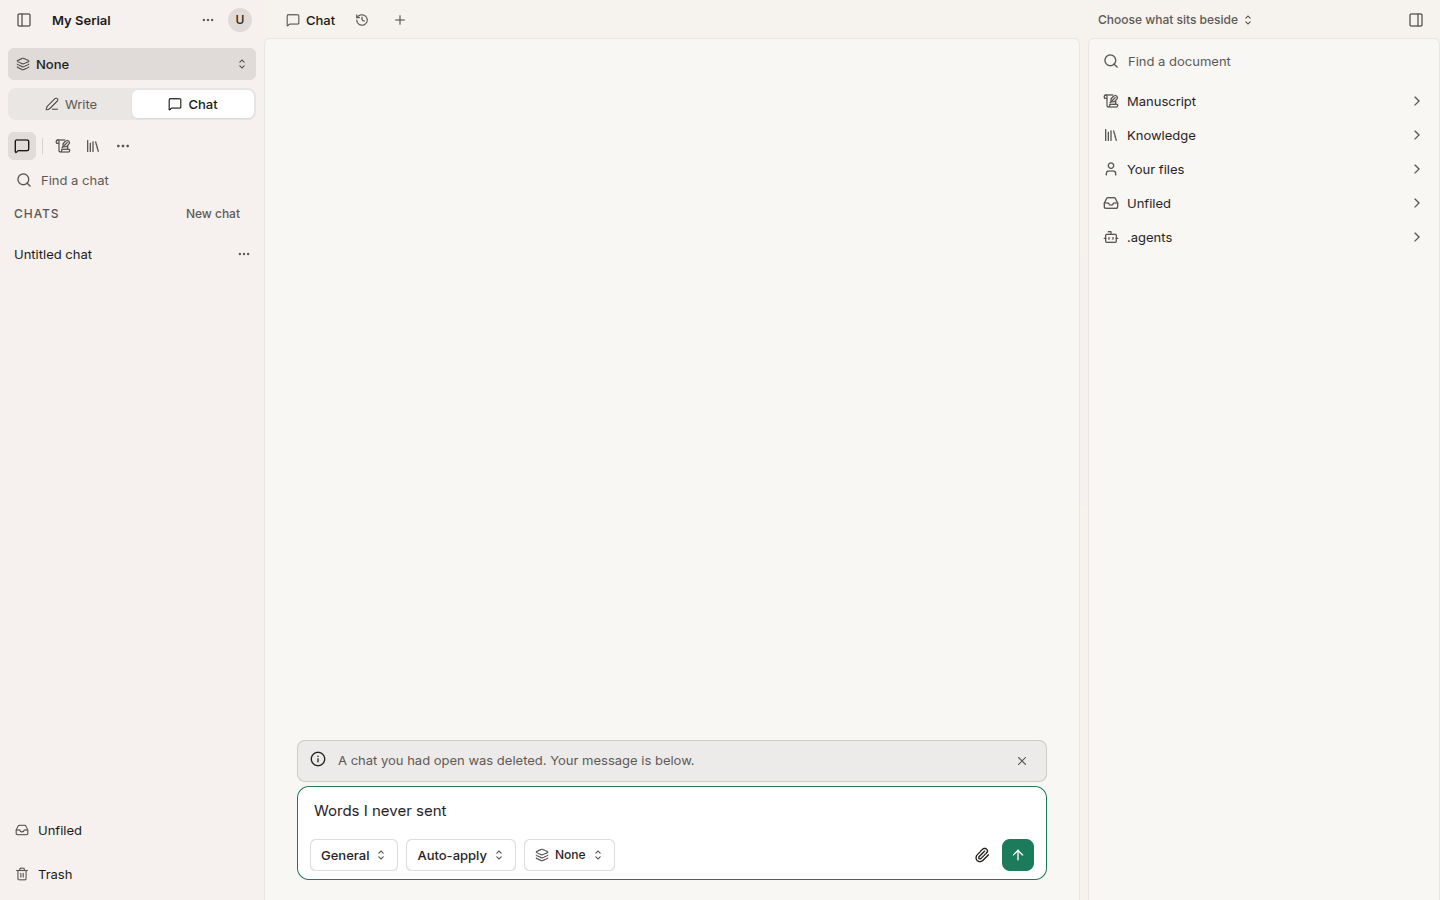 My Serial
U
None
Write
Chat
Find a chat
CHATS
New chat
Untitled chat
Unfiled
Trash
Chat
A chat you had open was deleted. Your message is below.
Words I never sent
General
Auto-apply
None
Choose what sits beside
Find a document
Manuscript
Knowledge
Your files
Unfiled
.agents